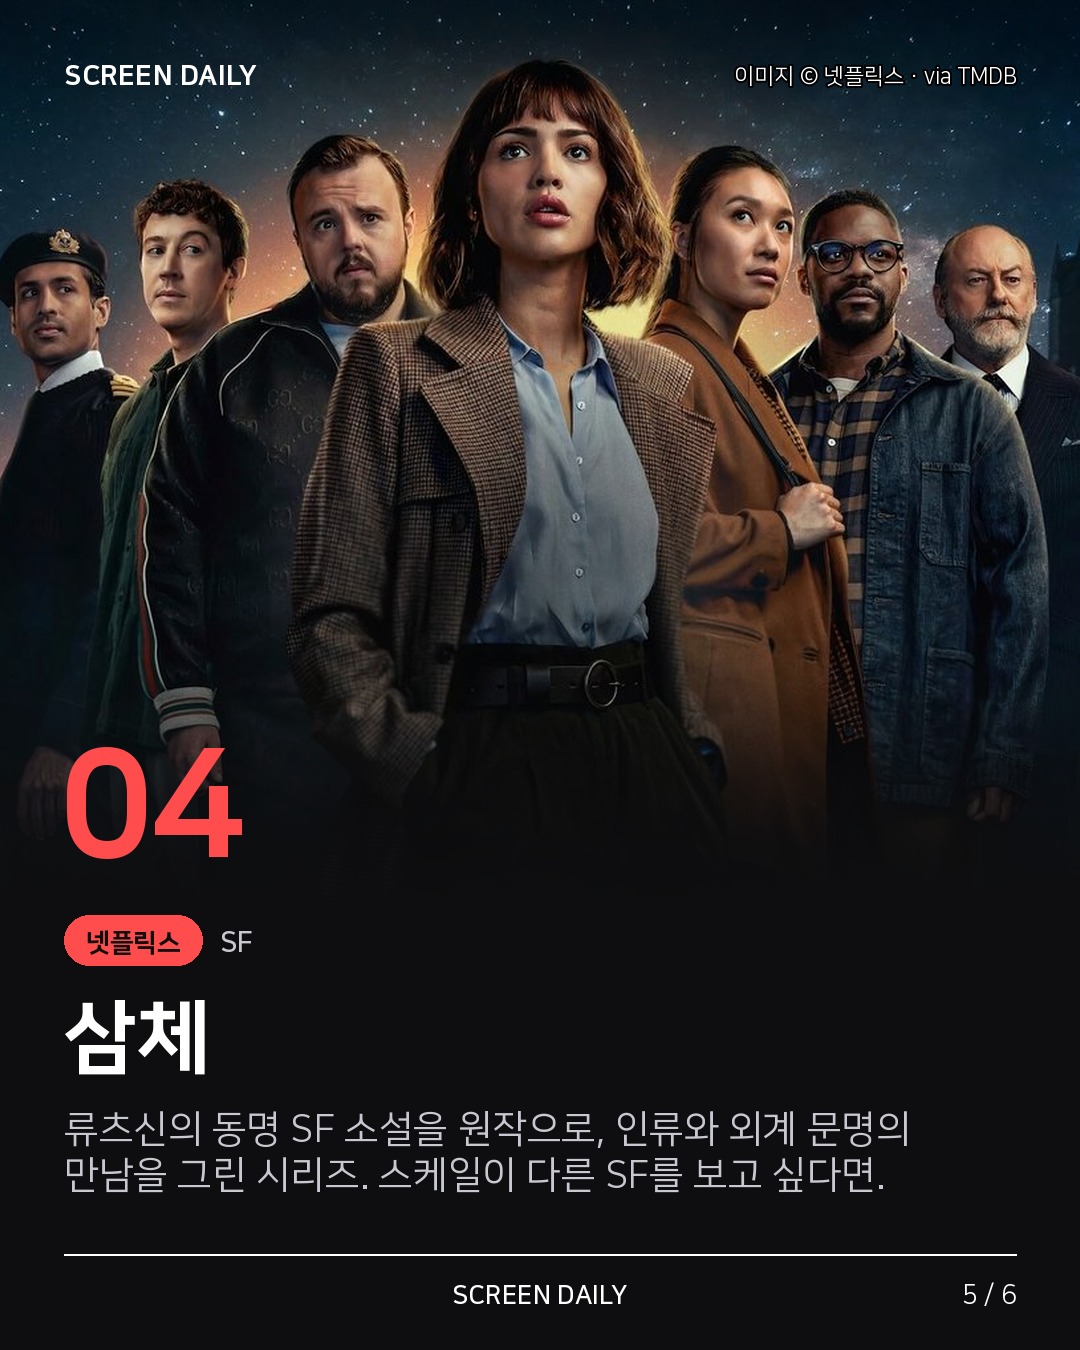 SCREEN DAILY
이미지 © 넷플릭스 · via TMDB
04
넷플릭스 SF
삼체
류츠신의 동명 SF 소설을 원작으로, 인류와 외계 문명의
만남을 그린 시리즈. 스케일이 다른 SF를 보고 싶다면.
SCREEN DAILY
5 / 6